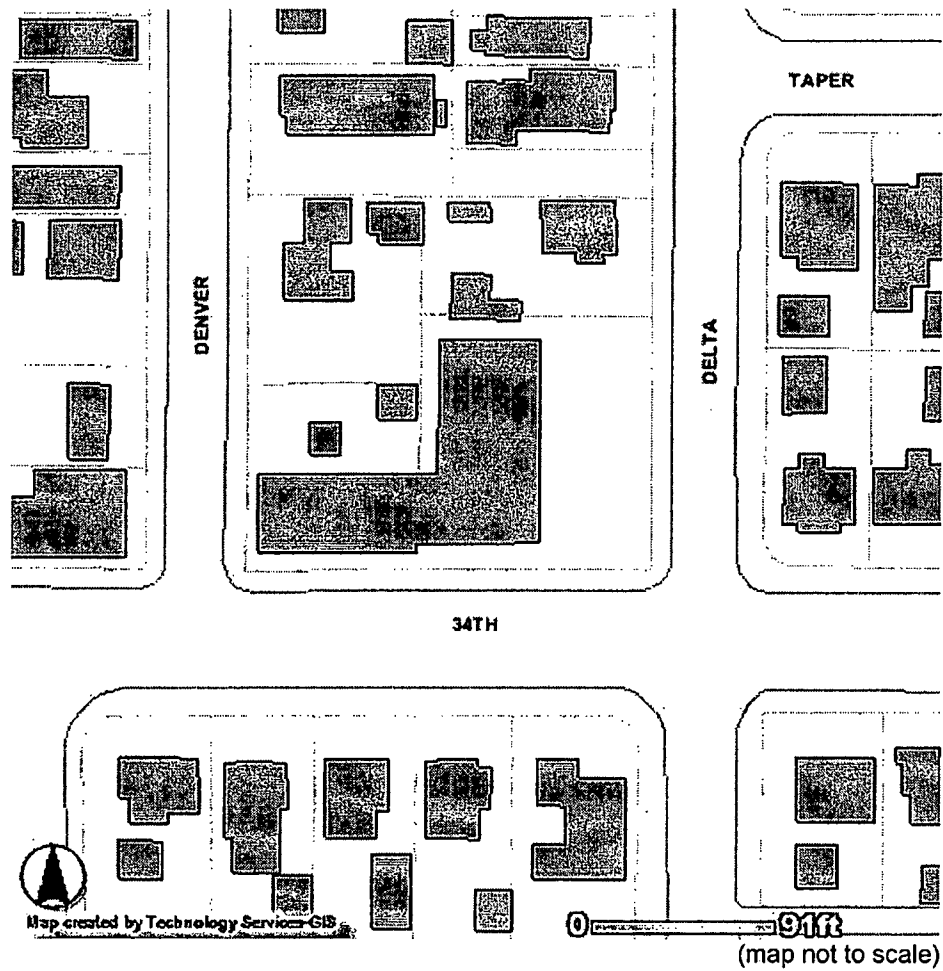 TAPER
DENVER
DELTA
34TH
Map created by Technology Services-GIS
0 91ft
(map not to scale)